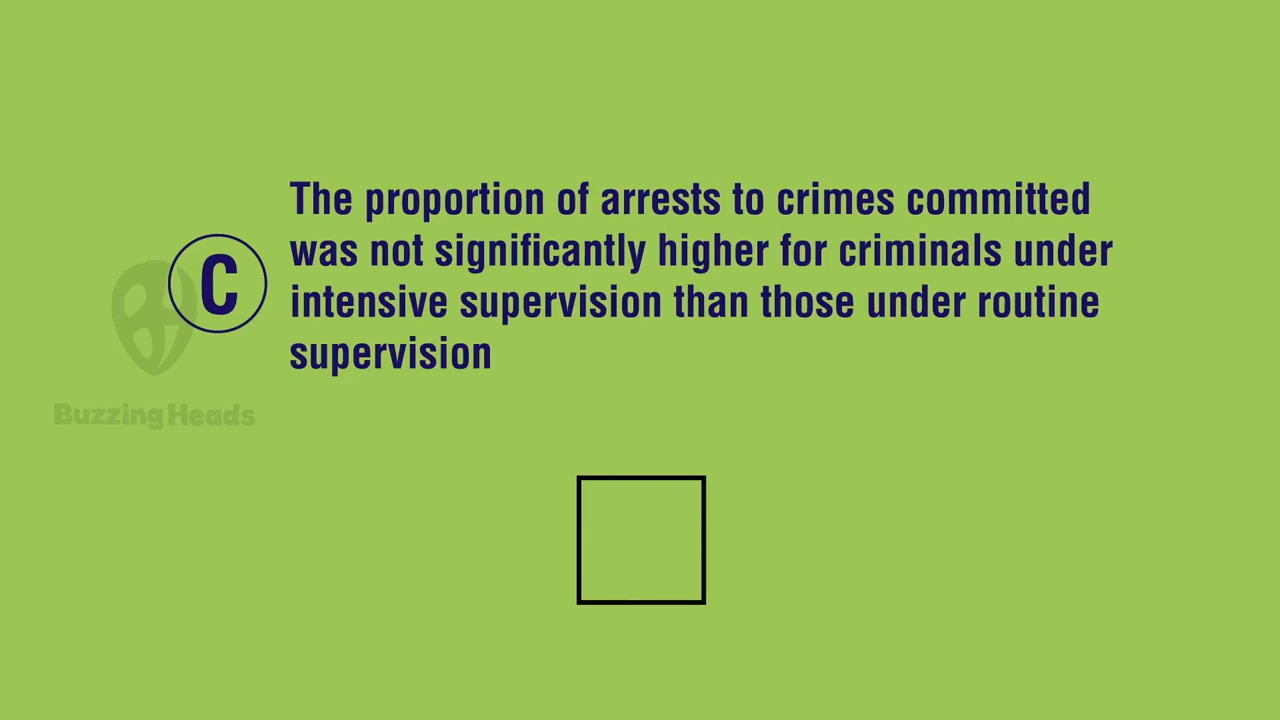 The proportion of arrests to crimes committed
was not significantly higher for criminals under
C
intensive supervision than those under routine
supervision
Buzzing Heads